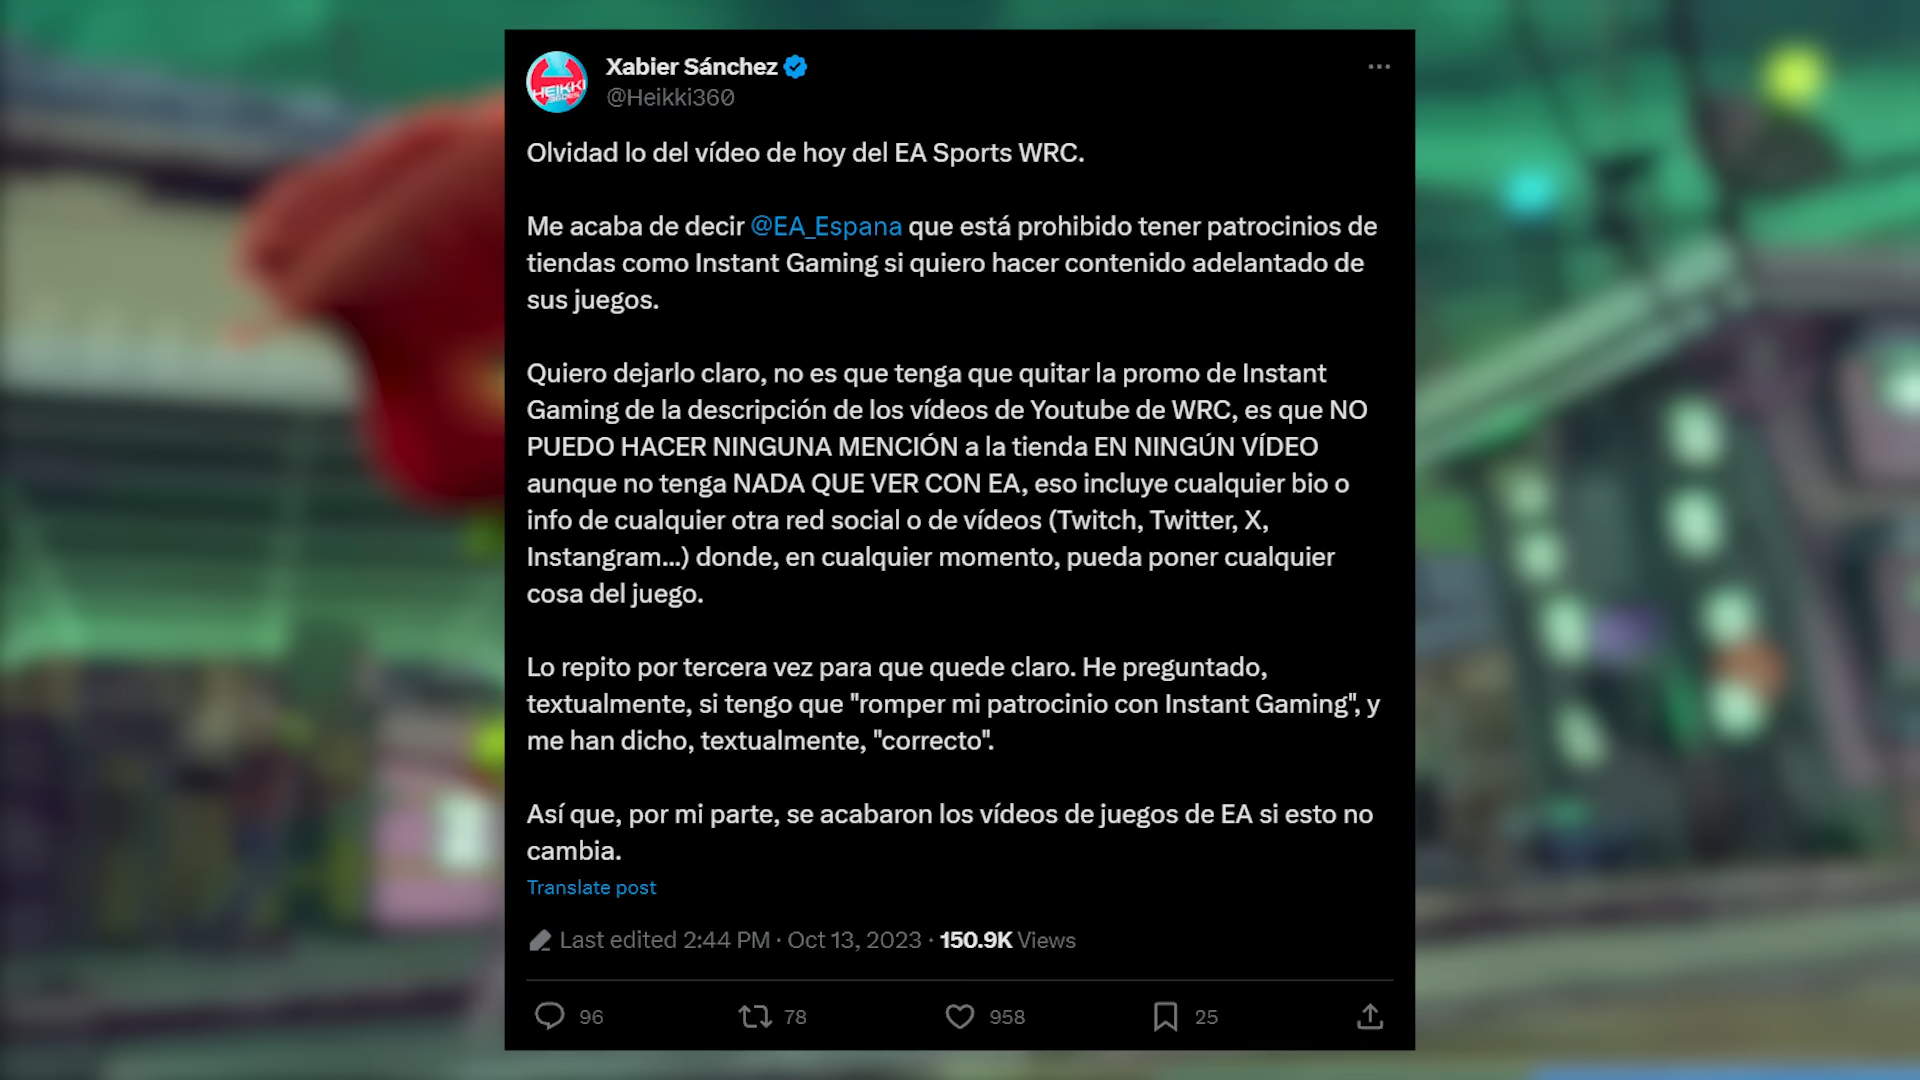 Xabier Sánchez
@Heikki360
HEIKKI
Olvidad lo del vídeo de hoy del EA Sports WRC.
Me acaba de decir @EA_Espana que está prohibido tener patrocinios de
tiendas como Instant Gaming si quiero hacer contenido adelantado de
sus juegos.
Quiero dejarlo claro, no es que tenga que quitar la promo de Instant
Gaming de la descripción de los vídeos de Youtube de WRC, es que NO
PUEDO HACER NINGUNA MENCIÓN a la tienda EN NINGÚN VÍDEO
aunque no tenga NADA QUE VER CON EA, eso incluye cualquier bio o
info de cualquier otra red social o de vídeos (Twitch, Twitter, X,
Instangram...) donde, en cualquier momento, pueda poner cualquier
cosa del juego.
Lo repito por tercera vez para que quede claro. He preguntado,
textualmente, si tengo que "romper mi patrocinio con Instant Gaming", y
me han dicho, textualmente, "correcto".
Así que, por mi parte, se acabaron los vídeos de juegos de EA si esto no
cambia.
Translate post
Last edited 2:44 PM · Oct 13, 2023 · 150.9K Views
96 78 958 25